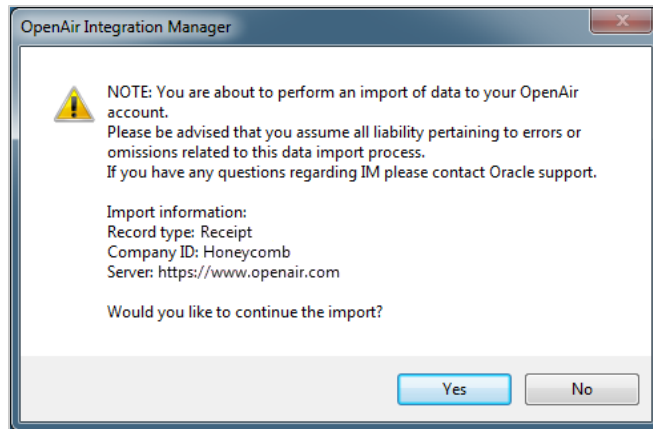 OpenAir Integration Manager
NOTE: You are about to perform an import of data to your OpenAir
account.
Please be advised that you assume all liability pertaining to errors or
omissions related to this data import process.
If you have any questions regarding IM please contact Oracle support.
Import information:
Record type: Receipt
Company ID: Honeycomb
Server: https://www.openair.com
Would you like to continue the import?
Yes No